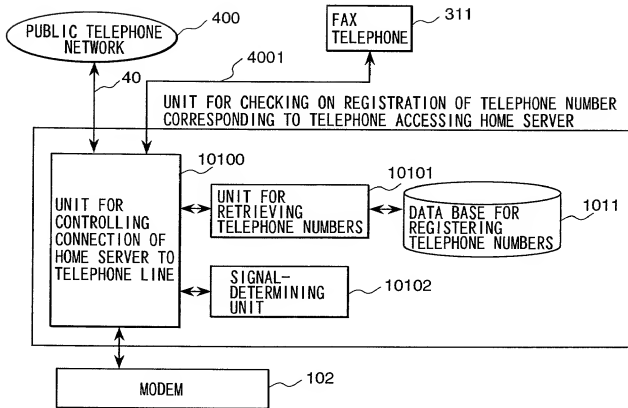 400
PUBLIC TELEPHONE
NETWORK
40
4001
FAX
TELEPHONE
311
UNIT FOR CHECKING ON REGISTRATION OF TELEPHONE NUMBER
CORRESPONDING TO TELEPHONE ACCESSING HOME SERVER
10100
UNIT FOR
CONTROLLING
CONNECTION OF
HOME SERVER TO
TELEPHONE LINE
10101
UNIT FOR
RETRIEVING
TELEPHONE NUMBERS
DATA BASE FOR
REGISTERING
TELEPHONE NUMBERS
1011
SIGNAL-
DETERMINING
UNIT
10102
MODEM
102